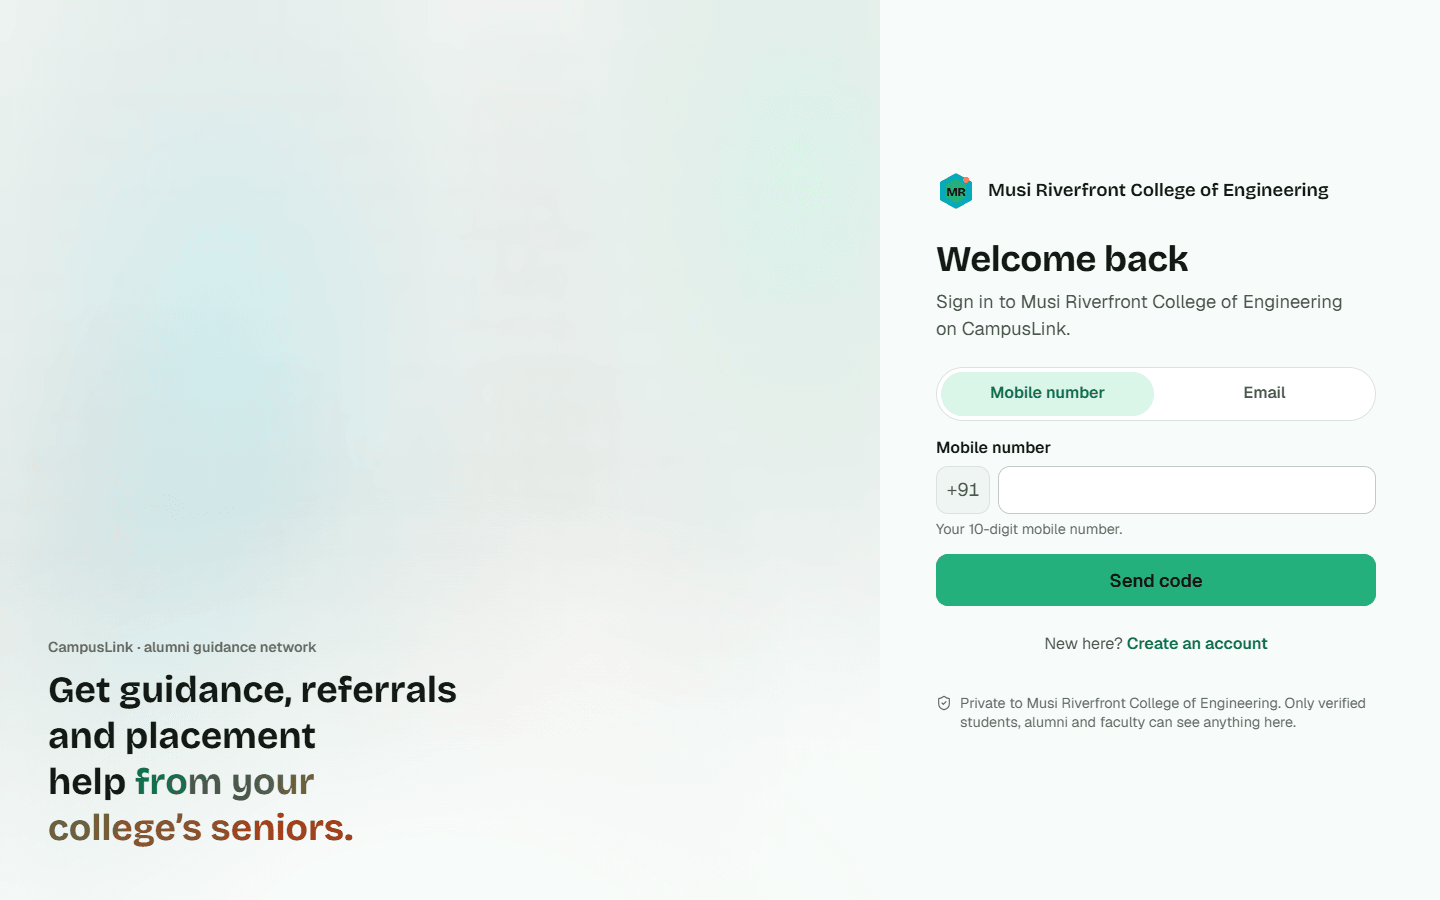 MR
Musi Riverfront College of Engineering
Welcome back
Sign in to Musi Riverfront College of Engineering
on CampusLink.
Mobile number
Email
Mobile number
+91
Your 10-digit mobile number.
Send code
New here? Create an account
Private to Musi Riverfront College of Engineering. Only verified
students, alumni and faculty can see anything here.
CampusLink · alumni guidance network
Get guidance, referrals
and placement
help from your
college’s seniors.